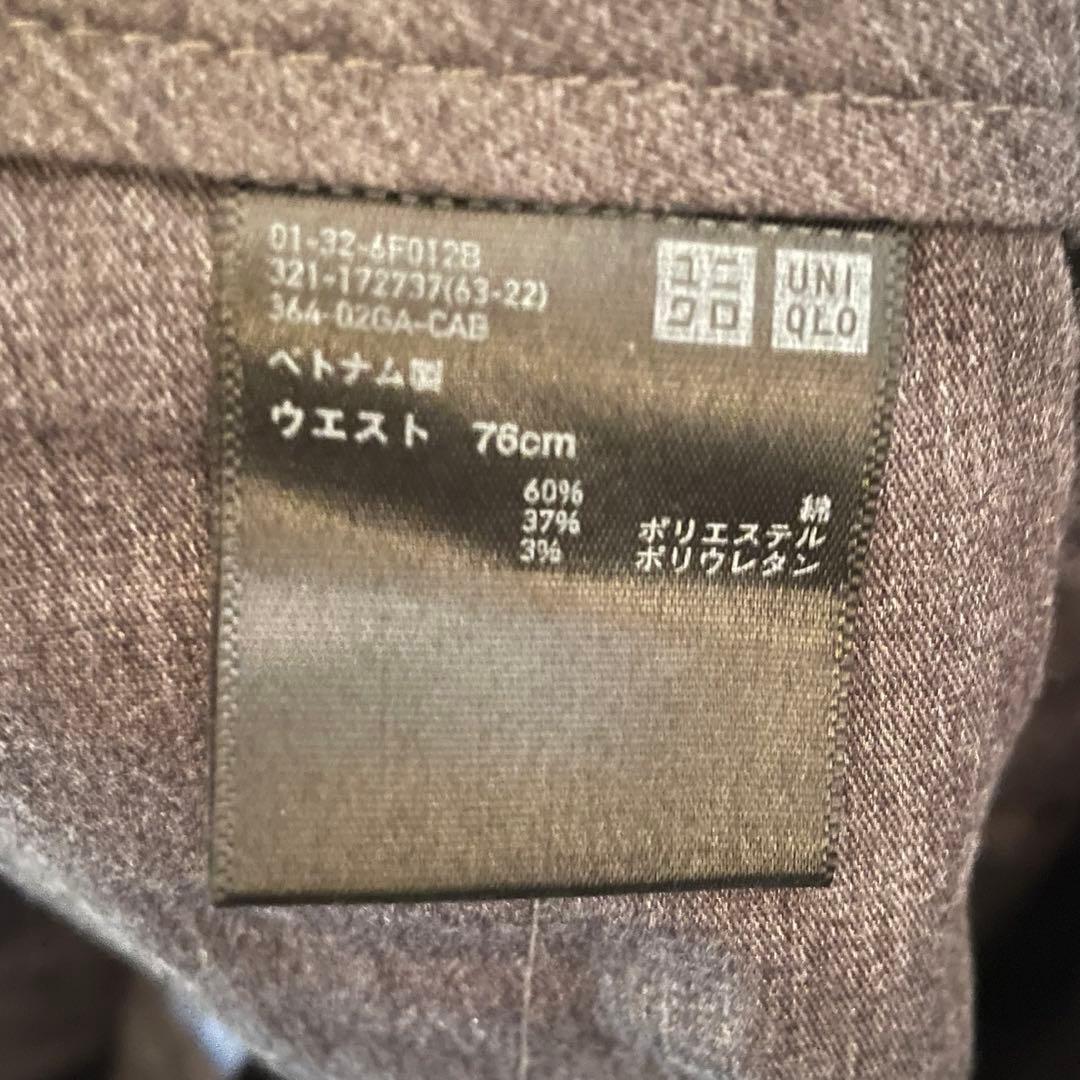 01-32-6F012B
321-172737(63-22)
364-02GA-CAB
ユニ
クロ
UNI
QLO
ベトナム製
ウエスト 76cm
60% 綿
37% ポリエステル
3% ポリウレタン